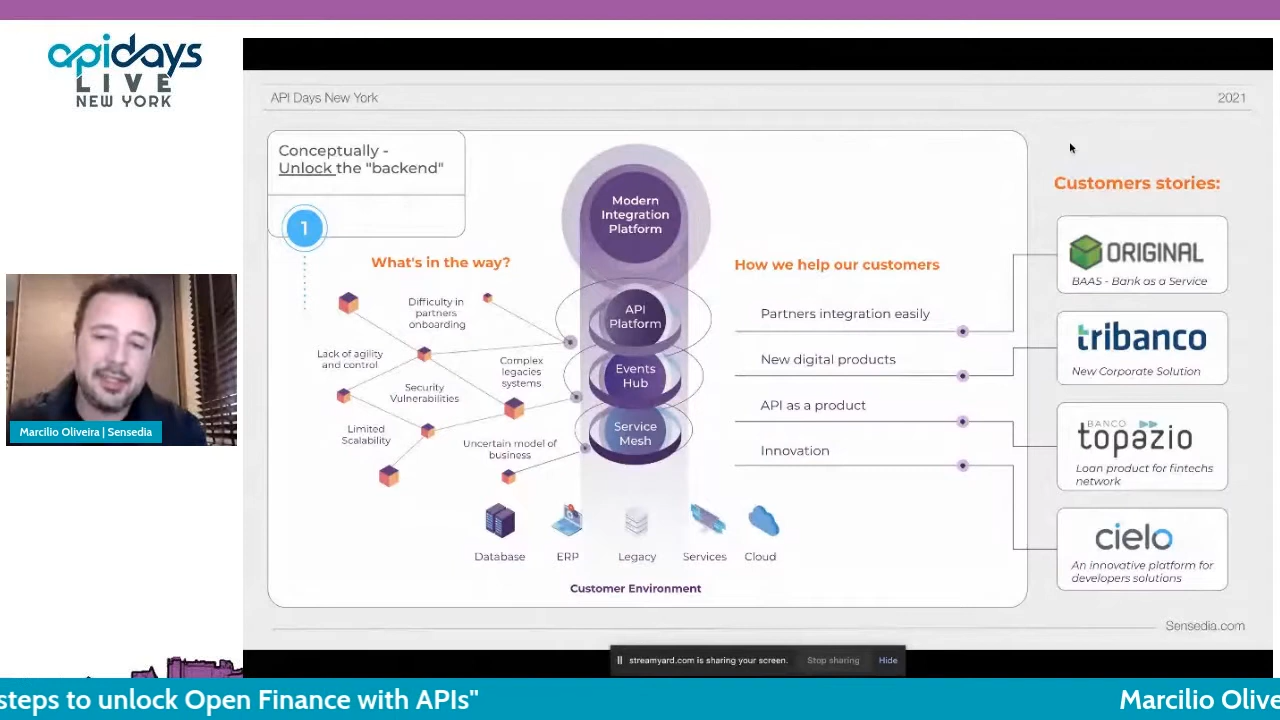 apidays
LIVE
NEW YORK
API Days New York
2021
Conceptually -
Unlock the "backend"
1
What's in the way?
Difficulty in
partners
onboarding
Lack of agility
and control
Complex
legacies
systems
Security
Vulnerabilities
Limited
Scalability
Uncertain model of
business
Modern
Integration
Platform
API
Platform
Events
Hub
Service
Mesh
Database
ERP
Legacy
Services
Cloud
Customer Environment
How we help our customers
Partners integration easily
New digital products
API as a product
Innovation
Customers stories:
ORIGINAL
BAAS - Bank as a Service
tribanco
New Corporate Solution
BANCO
topazio
Loan product for fintechs
network
cielo
An innovative platform for
developers solutions
Sensedia.com
Marcilio Oliveira | Sensedia
streamyard.com is sharing your screen.
Stop sharing
Hide
steps to unlock Open Finance with APIs"
Marcilio Olive